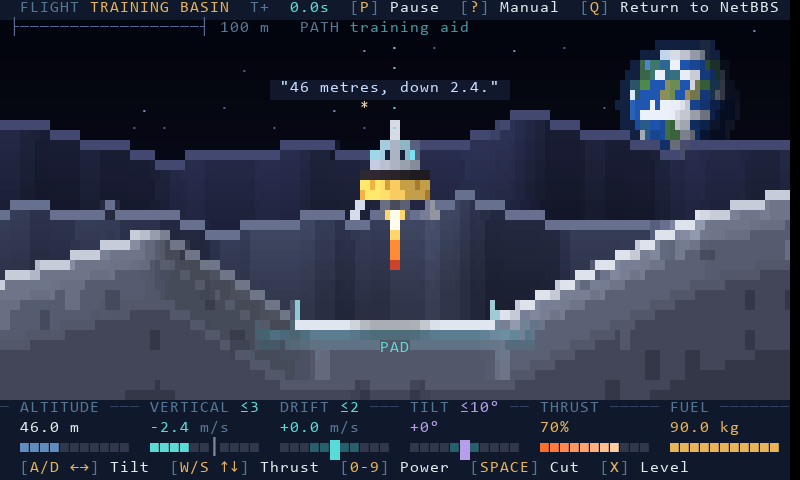 FLIGHT TRAINING BASIN T+ 0.0s [P] Pause [?] Manual [Q] Return to NetBBS
100 m PATH training aid
"46 metres, down 2.4."
*
PAD
ALTITUDE VERTICAL ≤3 DRIFT ≤2 TILT ≤10° THRUST FUEL
46.0 m -2.4 m/s +0.0 m/s +0° 70% 90.0 kg
[A/D ↔] Tilt [W/S ↑↓] Thrust [0-9] Power [SPACE] Cut [X] Level